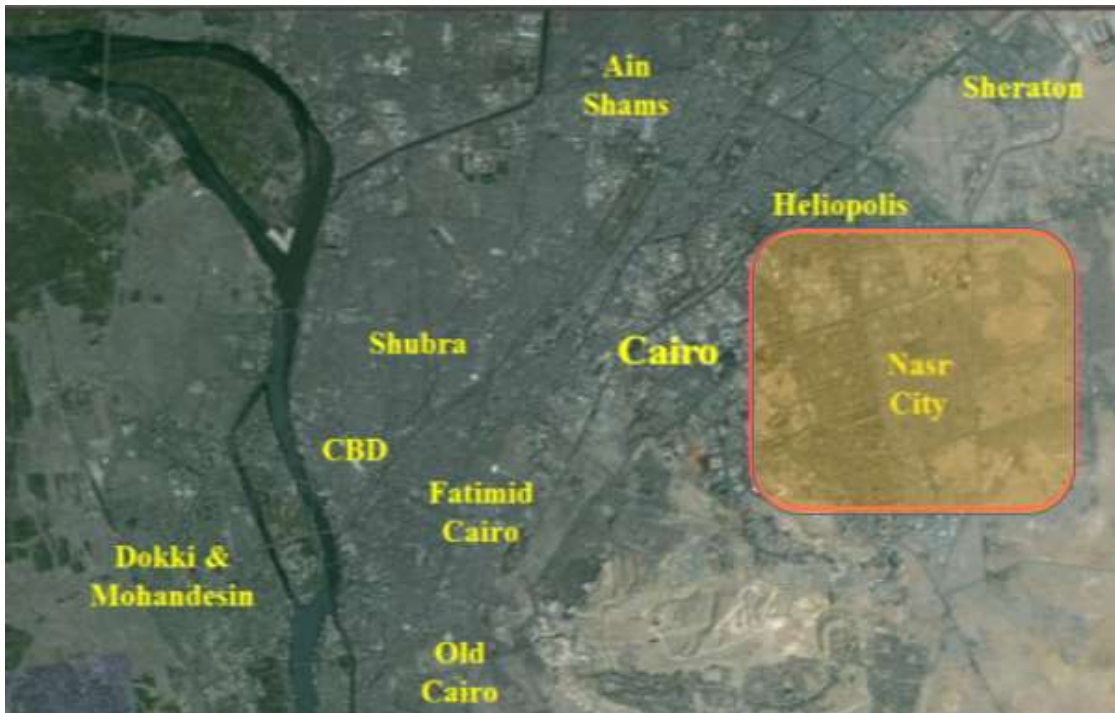 Ain
Shams
Sheraton
Heliopolis
Shubra
Cairo
Nasr
City
CBD
Fatimid
Cairo
Dokki &
Mohandesin
Old
Cairo